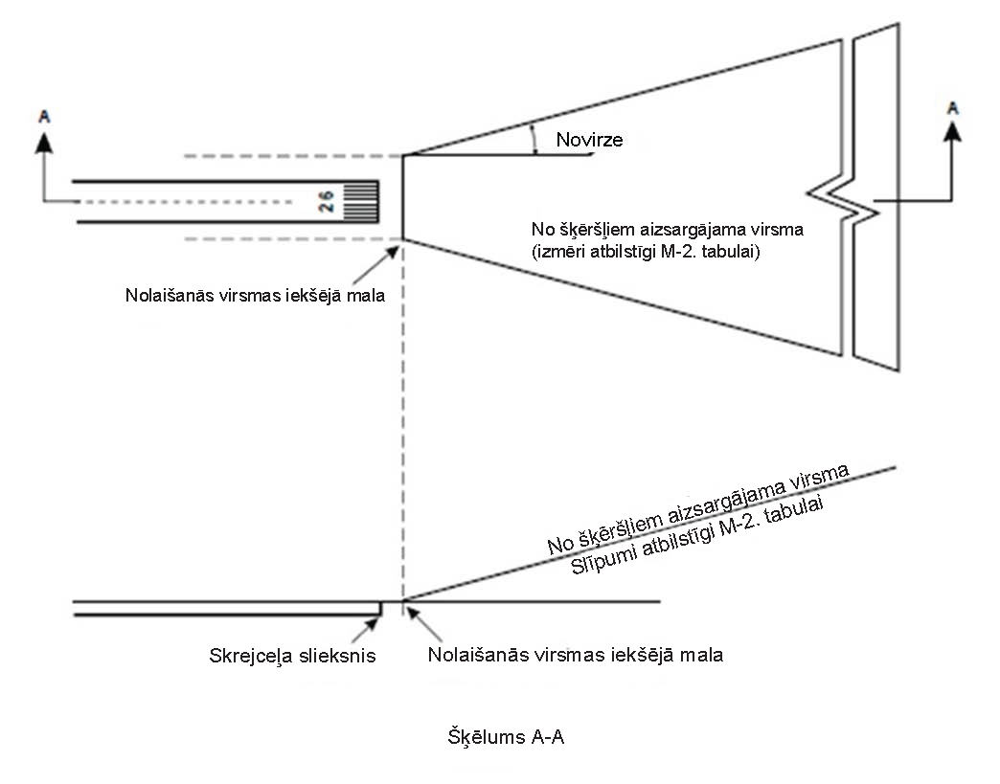 A
A
Novirze
26
No šķēršļiem aizsargājama virsma
(izmēri atbilstīgi M-2. tabulai)
Nolaišanās virsmas iekšējā mala
No šķēršļiem aizsargājama virsma
Slīpumi atbilstīgi M-2. tabulai
Skrejceļa slieksnis
Nolaišanās virsmas iekšējā mala
Šķēlums A-A